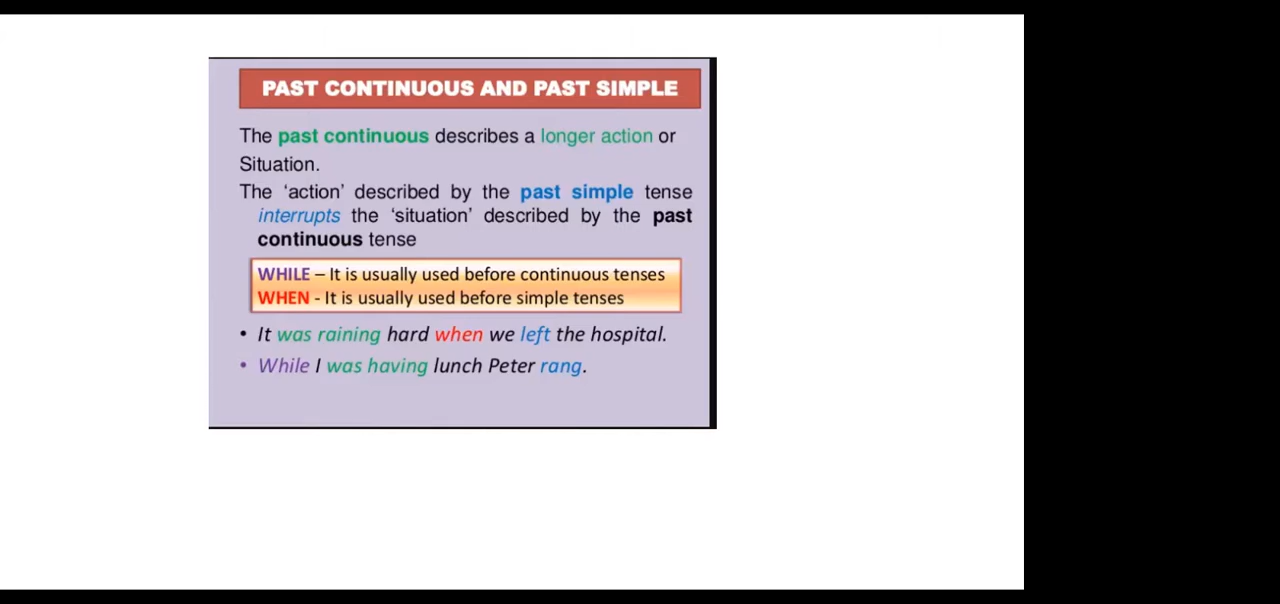 PAST CONTINUOUS AND PAST SIMPLE
The past continuous describes a longer action or
Situation.
The ‘action’ described by the past simple tense
interrupts the ‘situation’ described by the past
continuous tense
WHILE – It is usually used before continuous tenses
WHEN - It is usually used before simple tenses
• It was raining hard when we left the hospital.
• While I was having lunch Peter rang.